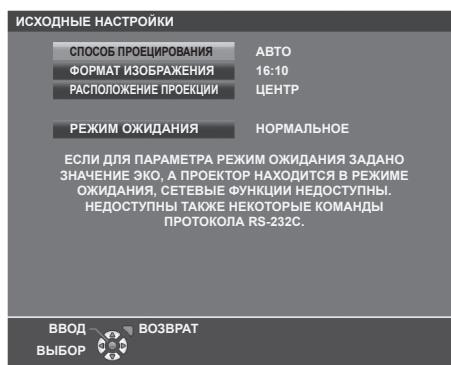 ИСХОДНЫЕ НАСТРОЙКИ
СПОСОБ ПРОЕЦИРОВАНИЯ АВТО
ФОРМАТ ИЗОБРАЖЕНИЯ 16:10
РАСПОЛОЖЕНИЕ ПРОЕКЦИИ ЦЕНТР
РЕЖИМ ОЖИДАНИЯ НОРМАЛЬНОЕ
ЕСЛИ ДЛЯ ПАРАМЕТРА РЕЖИМ ОЖИДАНИЯ ЗАДАНО
ЗНАЧЕНИЕ ЭКО, А ПРОЕКТОР НАХОДИТСЯ В РЕЖИМЕ
ОЖИДАНИЯ, СЕТЕВЫЕ ФУНКЦИИ НЕДОСТУПНЫ.
НЕДОСТУПНЫ ТАКЖЕ НЕКОТОРЫЕ КОМАНДЫ
ПРОТОКОЛА RS-232C.
ВВОД ВОЗВРАТ
ВЫБОР